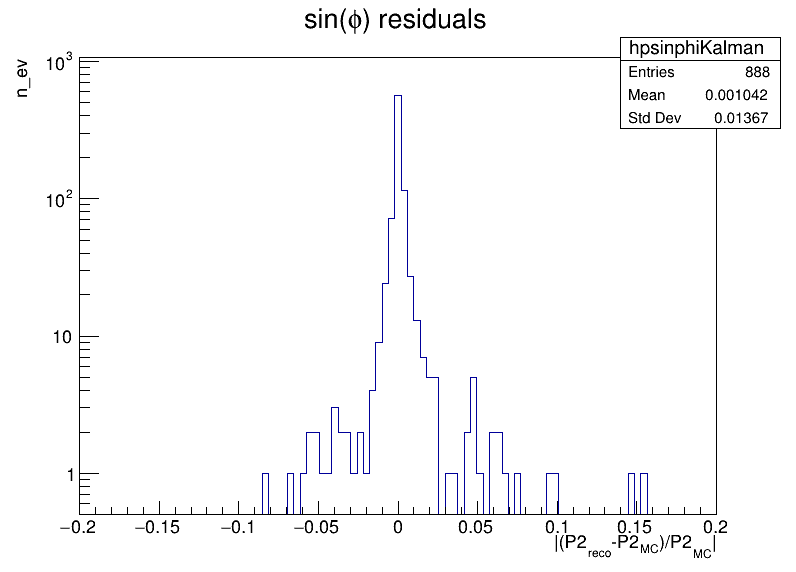 sin(ϕ) residuals
hpsinphiKalman
Entries 888
Mean 0.001042
Std Dev 0.01367
n_ev
10³
10²
10
1
−0.2 −0.15 −0.1 −0.05 0 0.05 0.1 0.15 0.2
|(P2reco-P2MC)/P2MC|